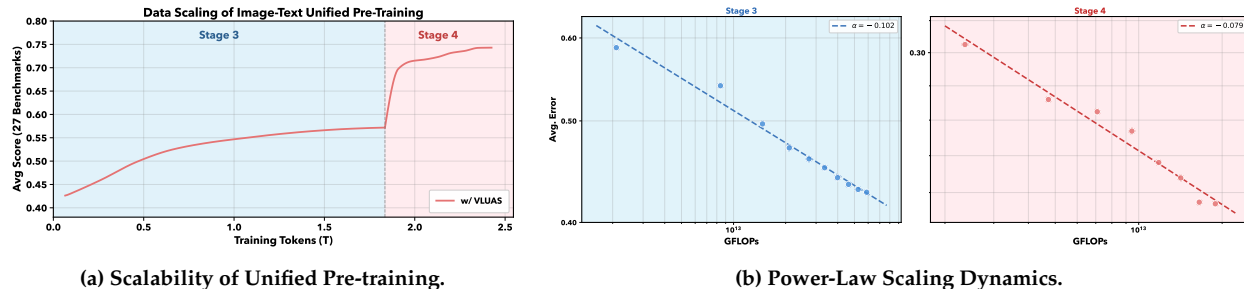 Data Scaling of Image-Text Unified Pre-Training
Stage 3
Stage 4
Avg Score (27 Benchmarks)
0.80
0.75
0.70
0.65
0.60
0.55
0.50
0.45
0.40
w/ VLUAS
0.0
0.5
1.0
1.5
2.0
2.5
Training Tokens (T)
(a) Scalability of Unified Pre-training.
Stage 3
α = − 0.102
Avg. Error
0.60
0.50
0.40
10¹³
GFLOPs
Stage 4
α = − 0.079
0.30
10¹³
GFLOPs
(b) Power-Law Scaling Dynamics.